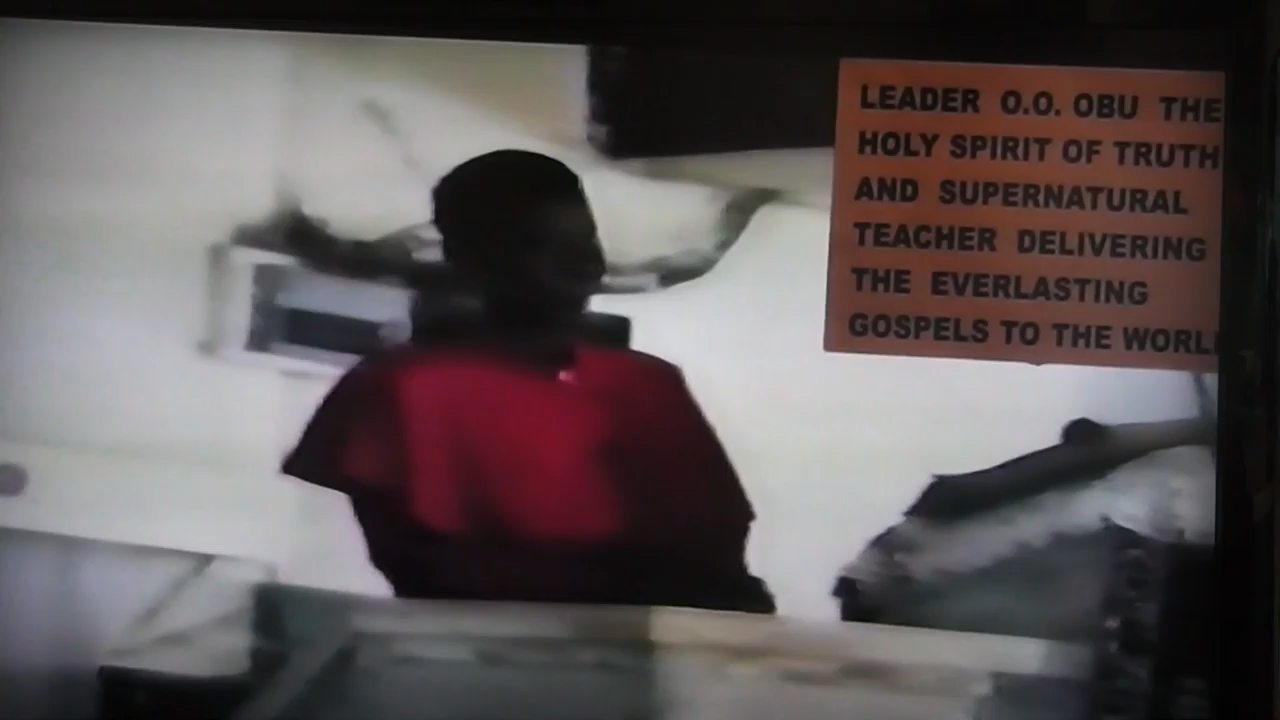 LEADER O.O. OBU THE
HOLY SPIRIT OF TRUTH
AND SUPERNATURAL
TEACHER DELIVERING
THE EVERLASTING
GOSPELS TO THE WORL